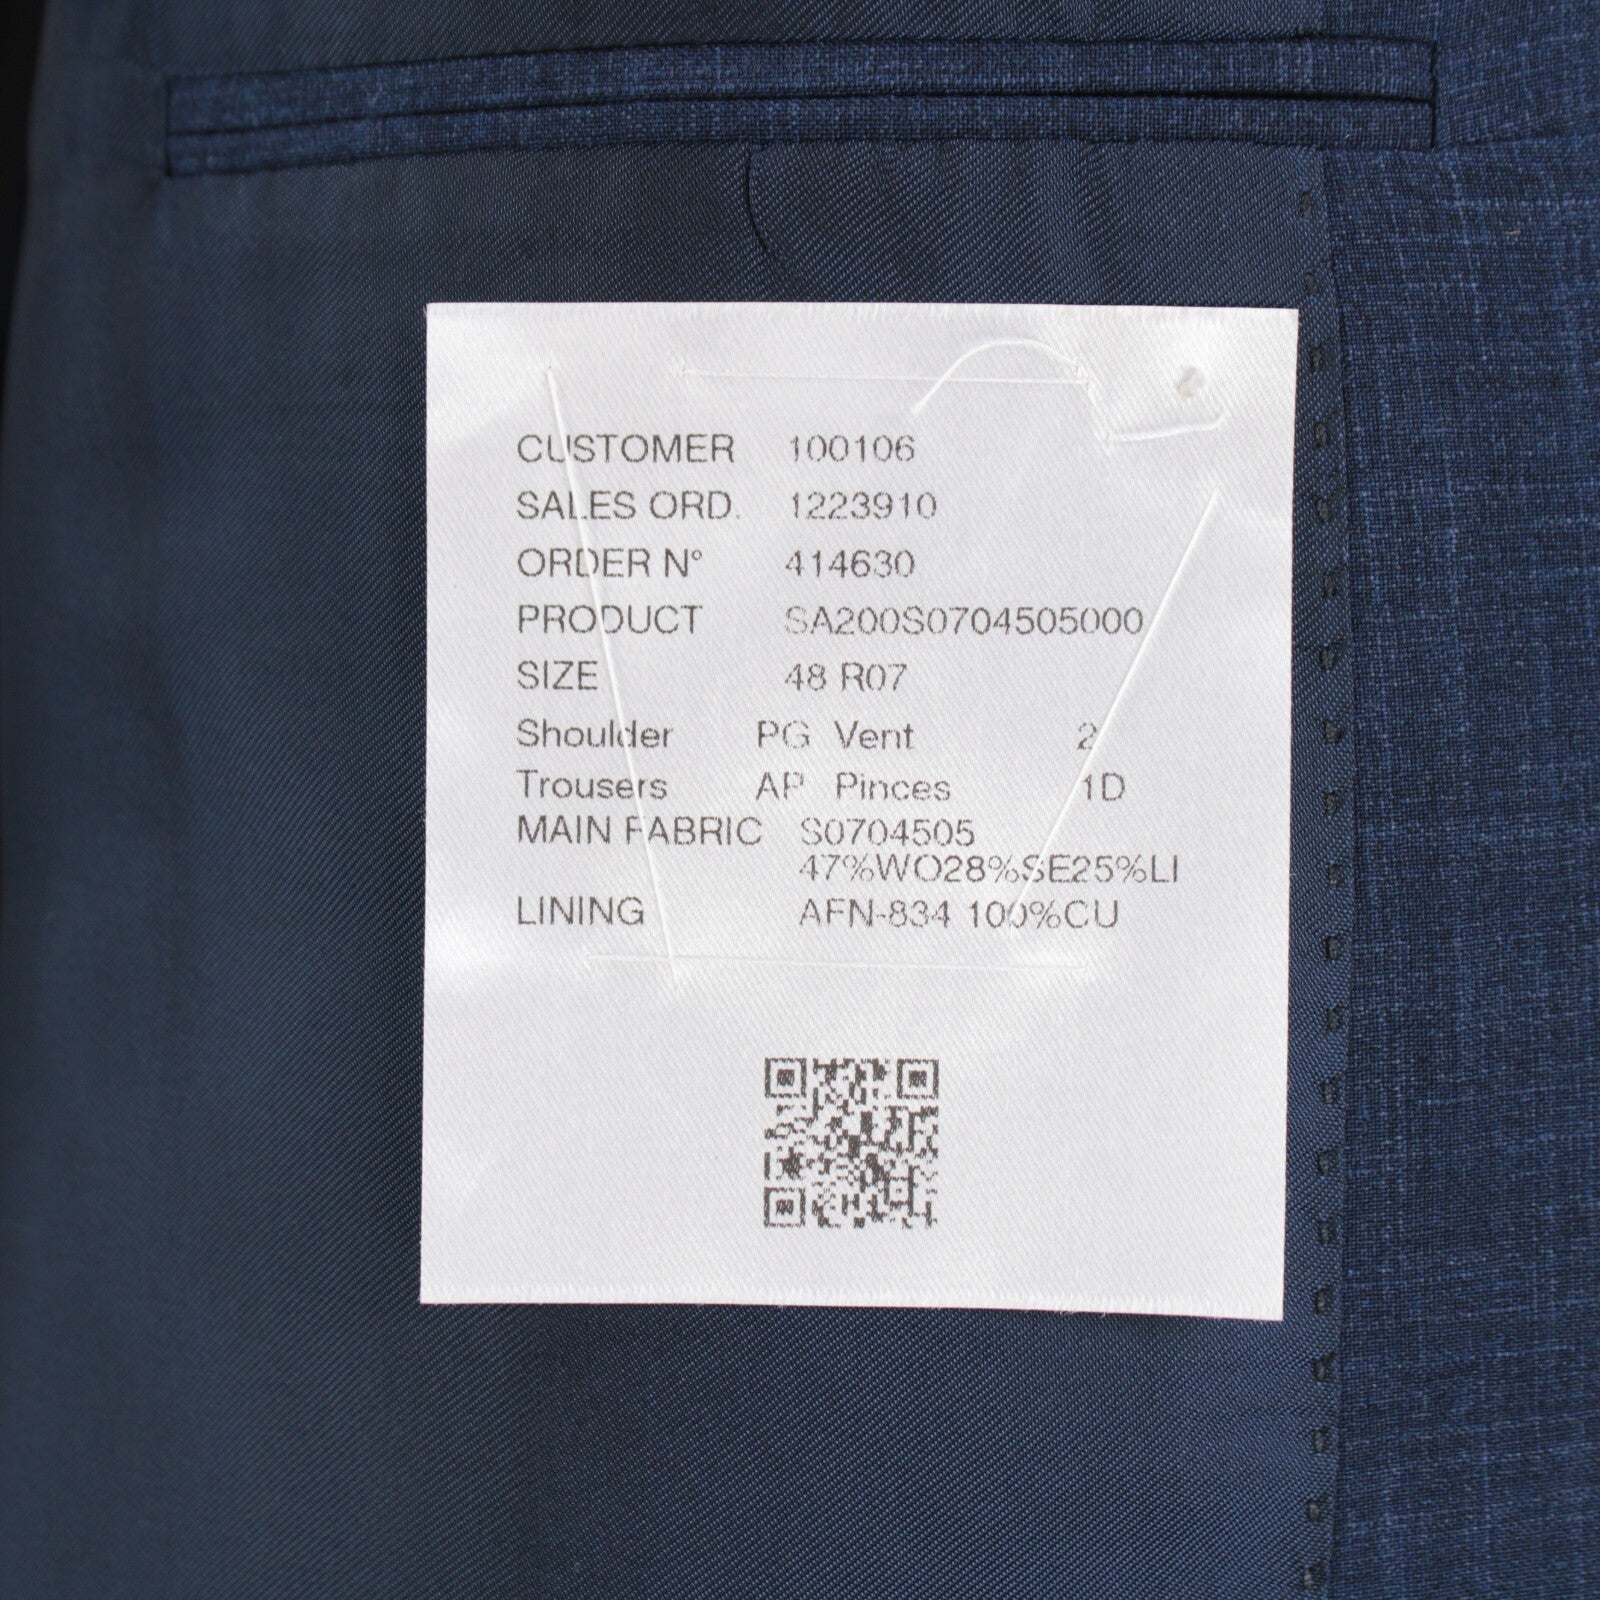 CUSTOMER 100106
SALES ORD. 1223910
ORDER N° 414630
PRODUCT SA200S0704505000
SIZE 48 R07
Shoulder PG Vent 2
Trousers AP Pinces 1D
MAIN FABRIC S0704505
47%WO28%SE25%LI
LINING AFN-834 100%CU